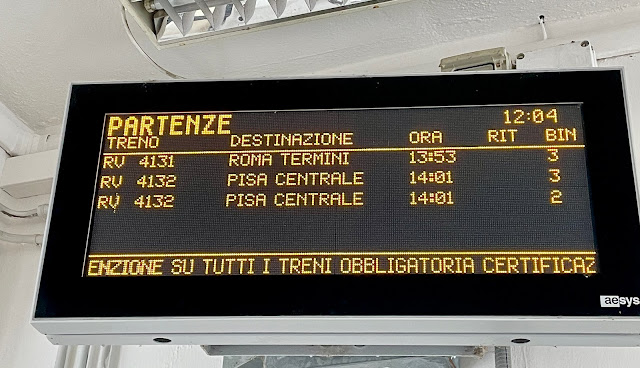 PARTENZE 12:04
TRENO DESTINAZIONE ORA RIT BIN
RV 4131 ROMA TERMINI 13:53 3
RV 4132 PISA CENTRALE 14:01 3
RV 4132 PISA CENTRALE 14:01 2
ENZIONE SU TUTTI I TRENI OBBLIGATORIA CERTIFICAZ
aesys